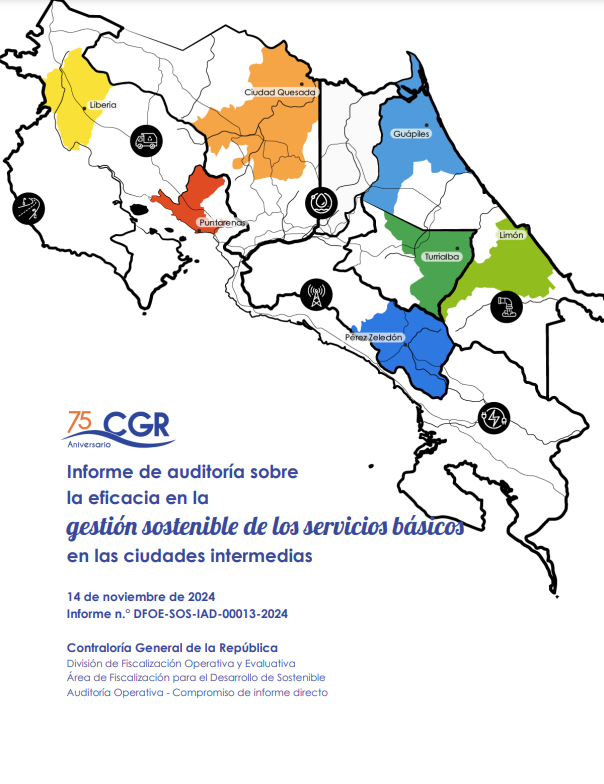 Ciudad Quesada
Liberia
Guápiles
Puntarenas
Limón
Turrialba
Pérez Zeledón
75 CGR
Aniversario
Informe de auditoría sobre
la eficacia en la
gestión sostenible de los servicios básicos
en las ciudades intermedias
14 de noviembre de 2024
Informe n.° DFOE-SOS-IAD-00013-2024
Contraloría General de la República
División de Fiscalización Operativa y Evaluativa
Área de Fiscalización para el Desarrollo de Sostenible
Auditoría Operativa - Compromiso de informe directo